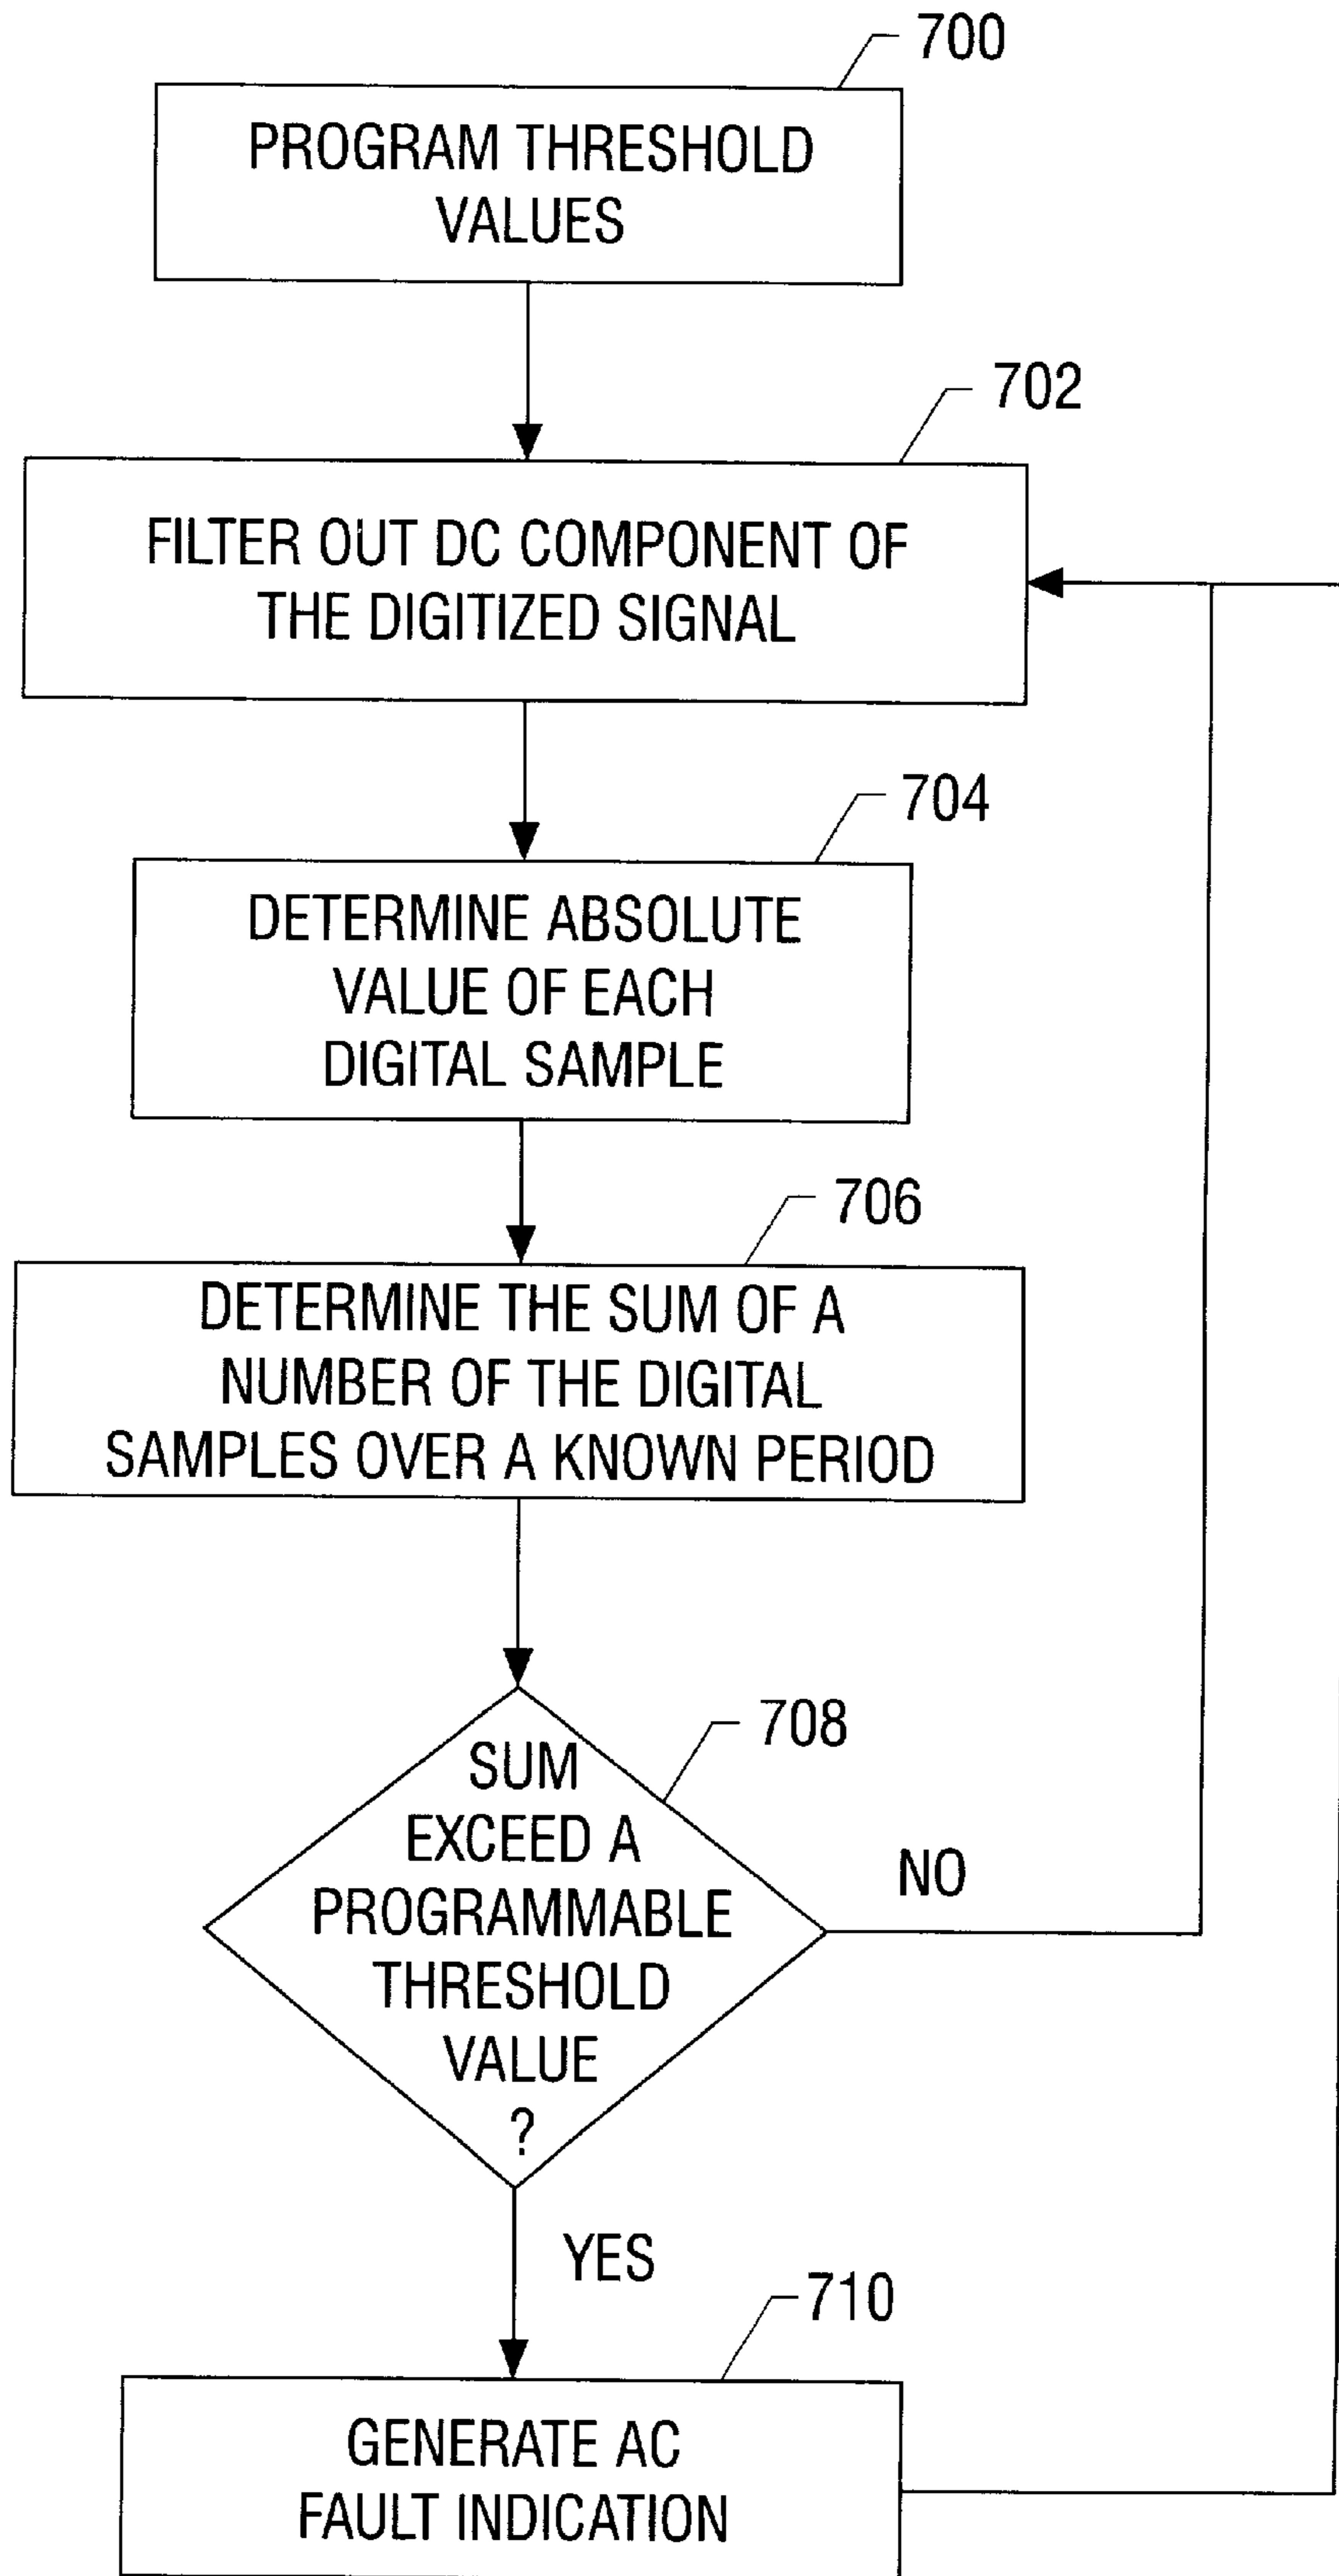 700
PROGRAM THRESHOLD
VALUES
702
FILTER OUT DC COMPONENT OF
THE DIGITIZED SIGNAL
704
DETERMINE ABSOLUTE
VALUE OF EACH
DIGITAL SAMPLE
706
DETERMINE THE SUM OF A
NUMBER OF THE DIGITAL
SAMPLES OVER A KNOWN PERIOD
708
SUM
EXCEED A
PROGRAMMABLE
THRESHOLD
VALUE
?
NO
YES
710
GENERATE AC
FAULT INDICATION